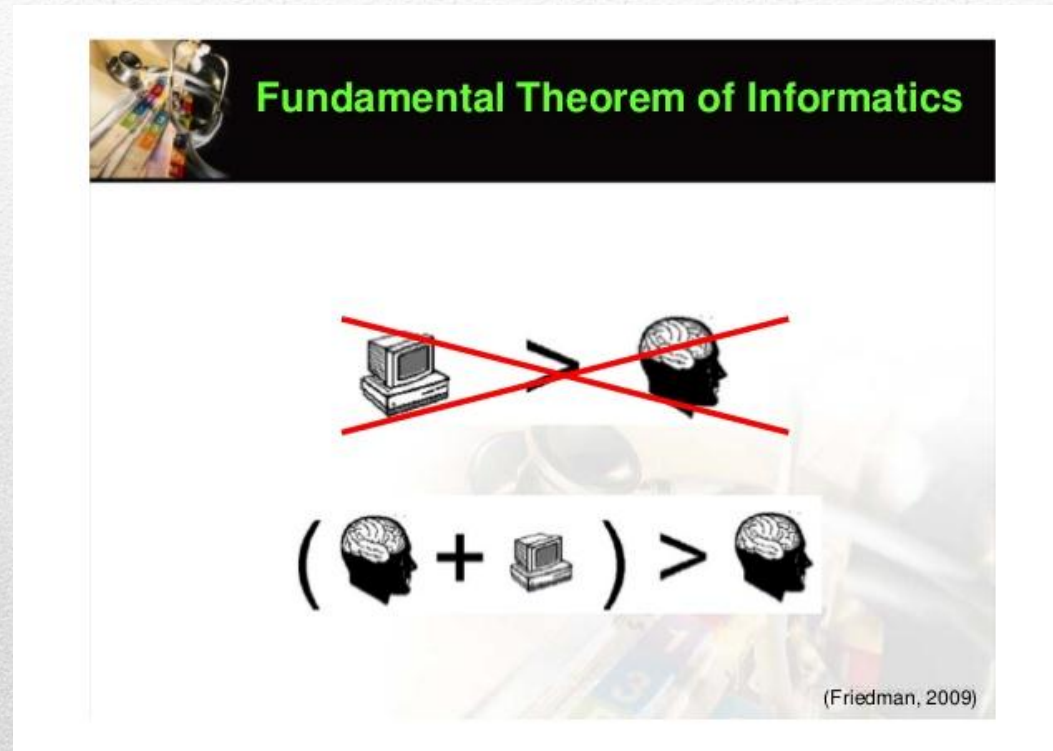 Fundamental Theorem of Informatics
>
( + ) >
(Friedman, 2009)